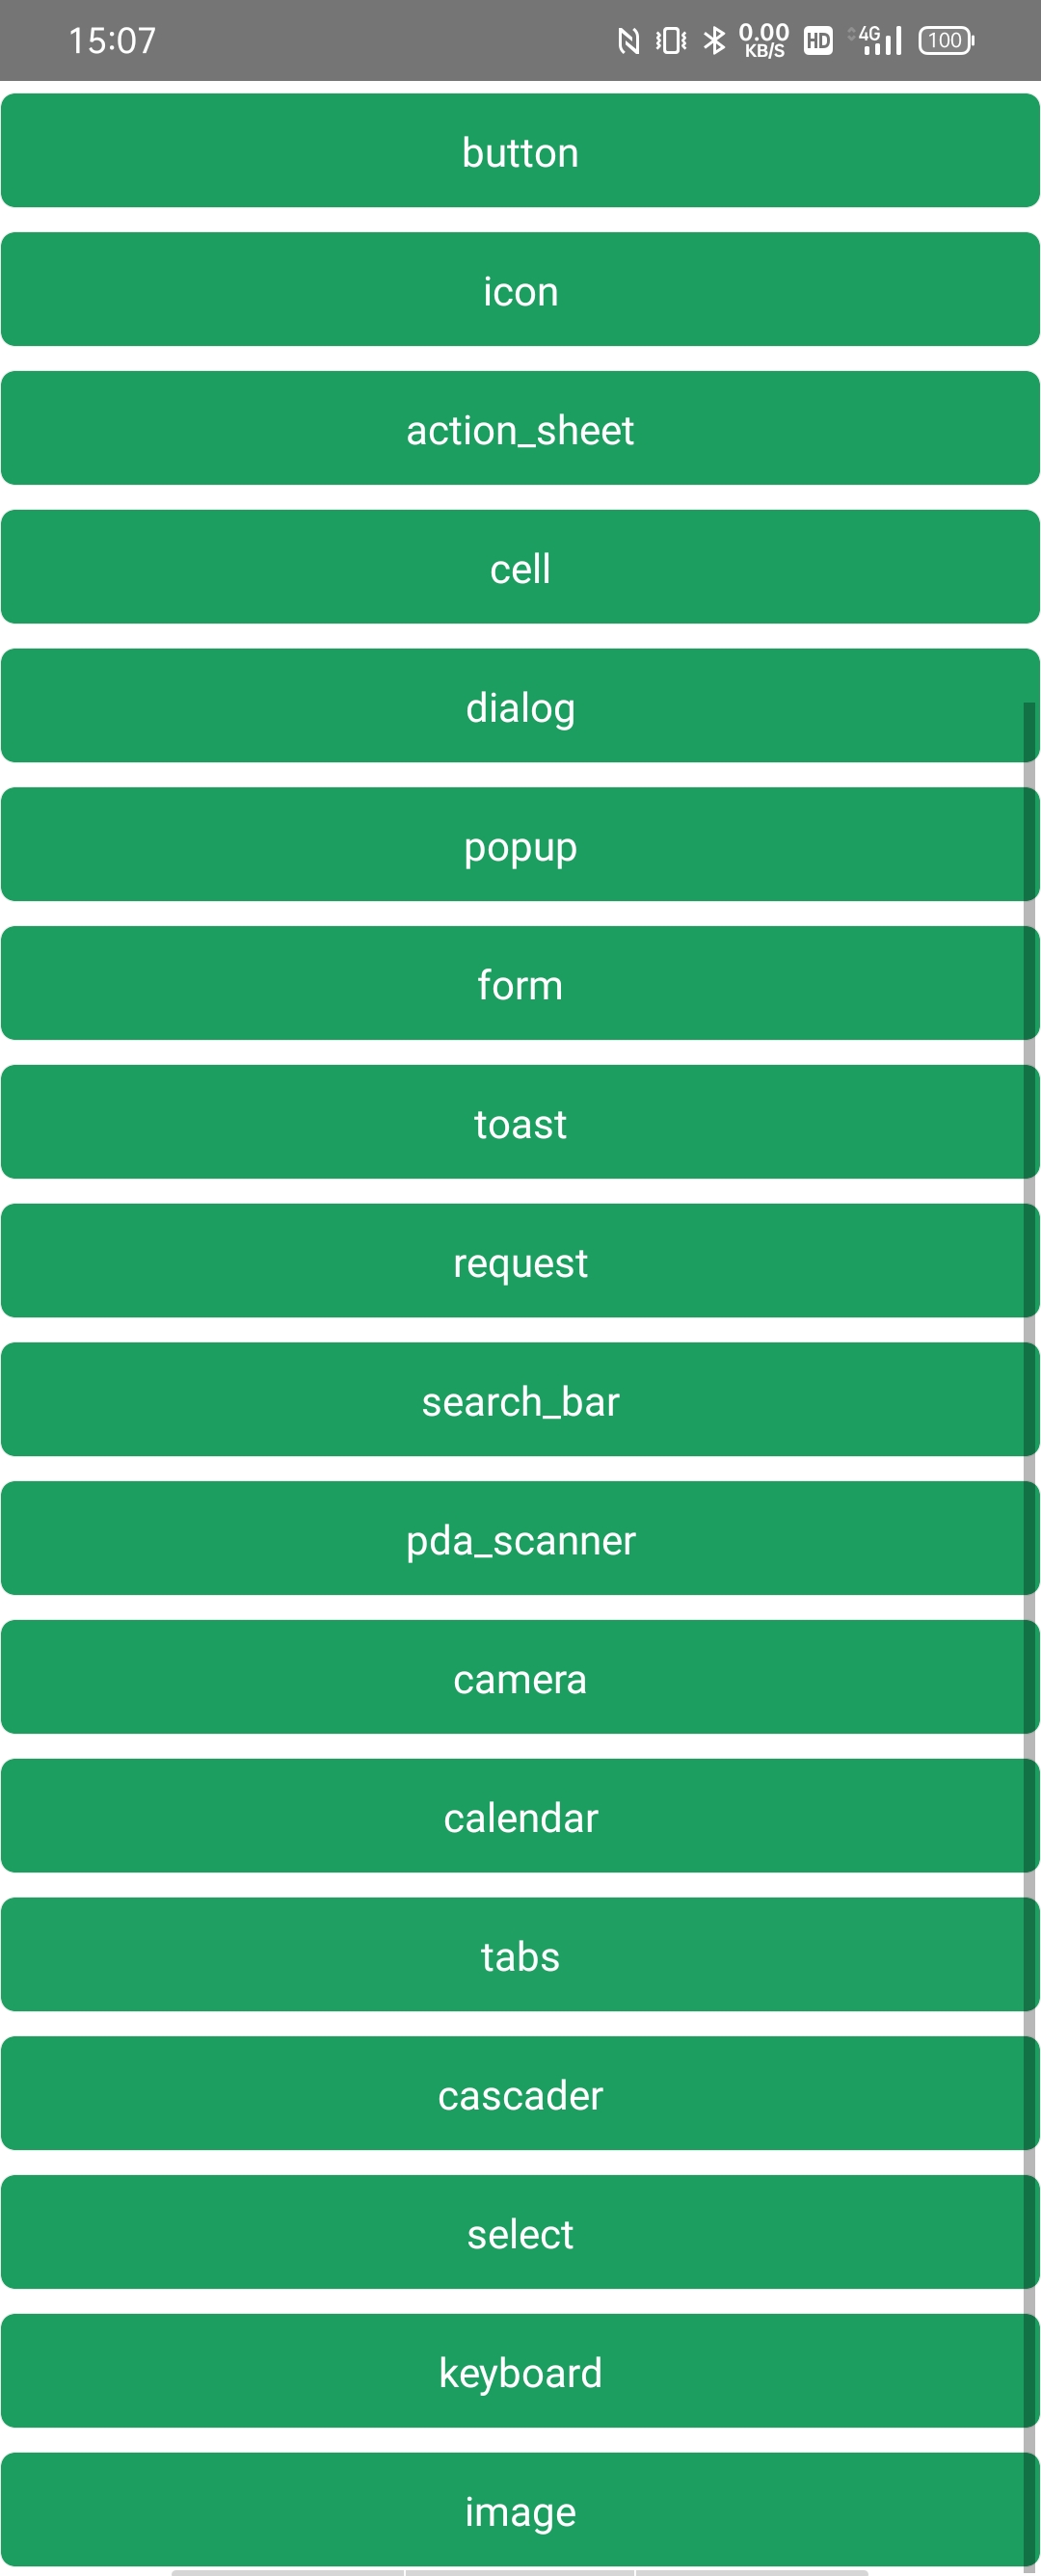 15:07 0.00 KB/S HD 4G 100
button
icon
action_sheet
cell
dialog
popup
form
toast
request
search_bar
pda_scanner
camera
calendar
tabs
cascader
select
keyboard
image